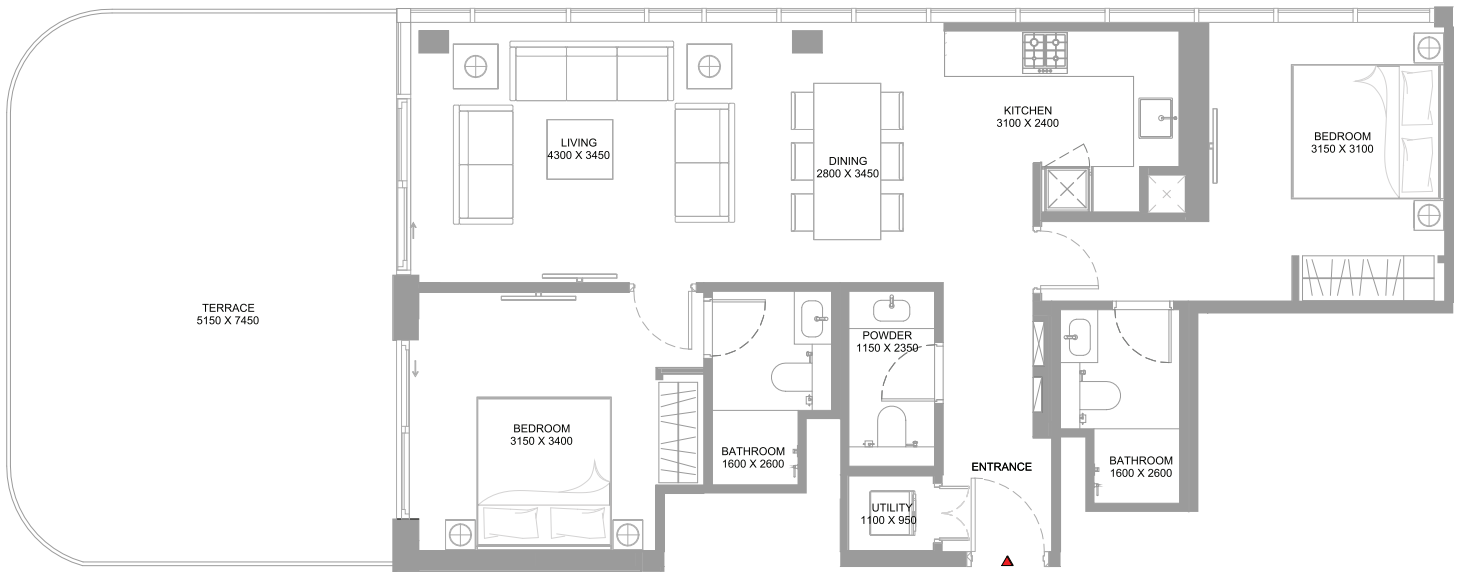 KITCHEN
3100 X 2400
BEDROOM
3150 X 3100
LIVING
4300 X 3450
DINING
2800 X 3450
TERRACE
5150 X 7450
POWDER
1150 X 2350
BEDROOM
3150 X 3400
BATHROOM
1600 X 2600
ENTRANCE
BATHROOM
1600 X 2600
UTILITY
1100 X 950